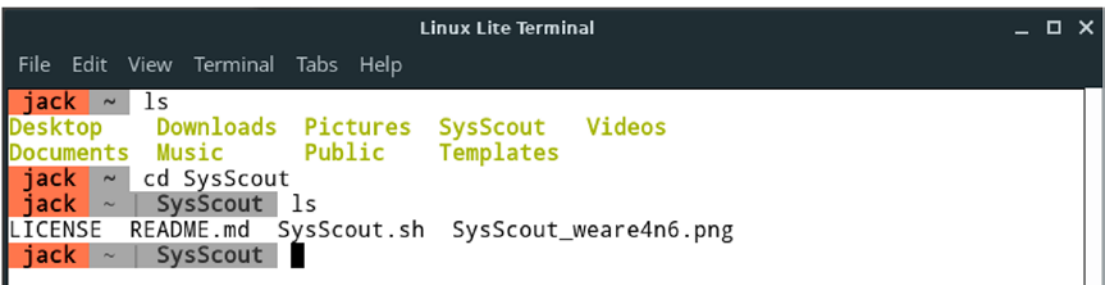 Linux Lite Terminal
File Edit View Terminal Tabs Help
jack ~ ls
Desktop Downloads Pictures SysScout Videos
Documents Music Public Templates
jack ~ cd SysScout
jack ~ | SysScout ls
LICENSE README.md SysScout.sh SysScout_weare4n6.png
jack ~ | SysScout